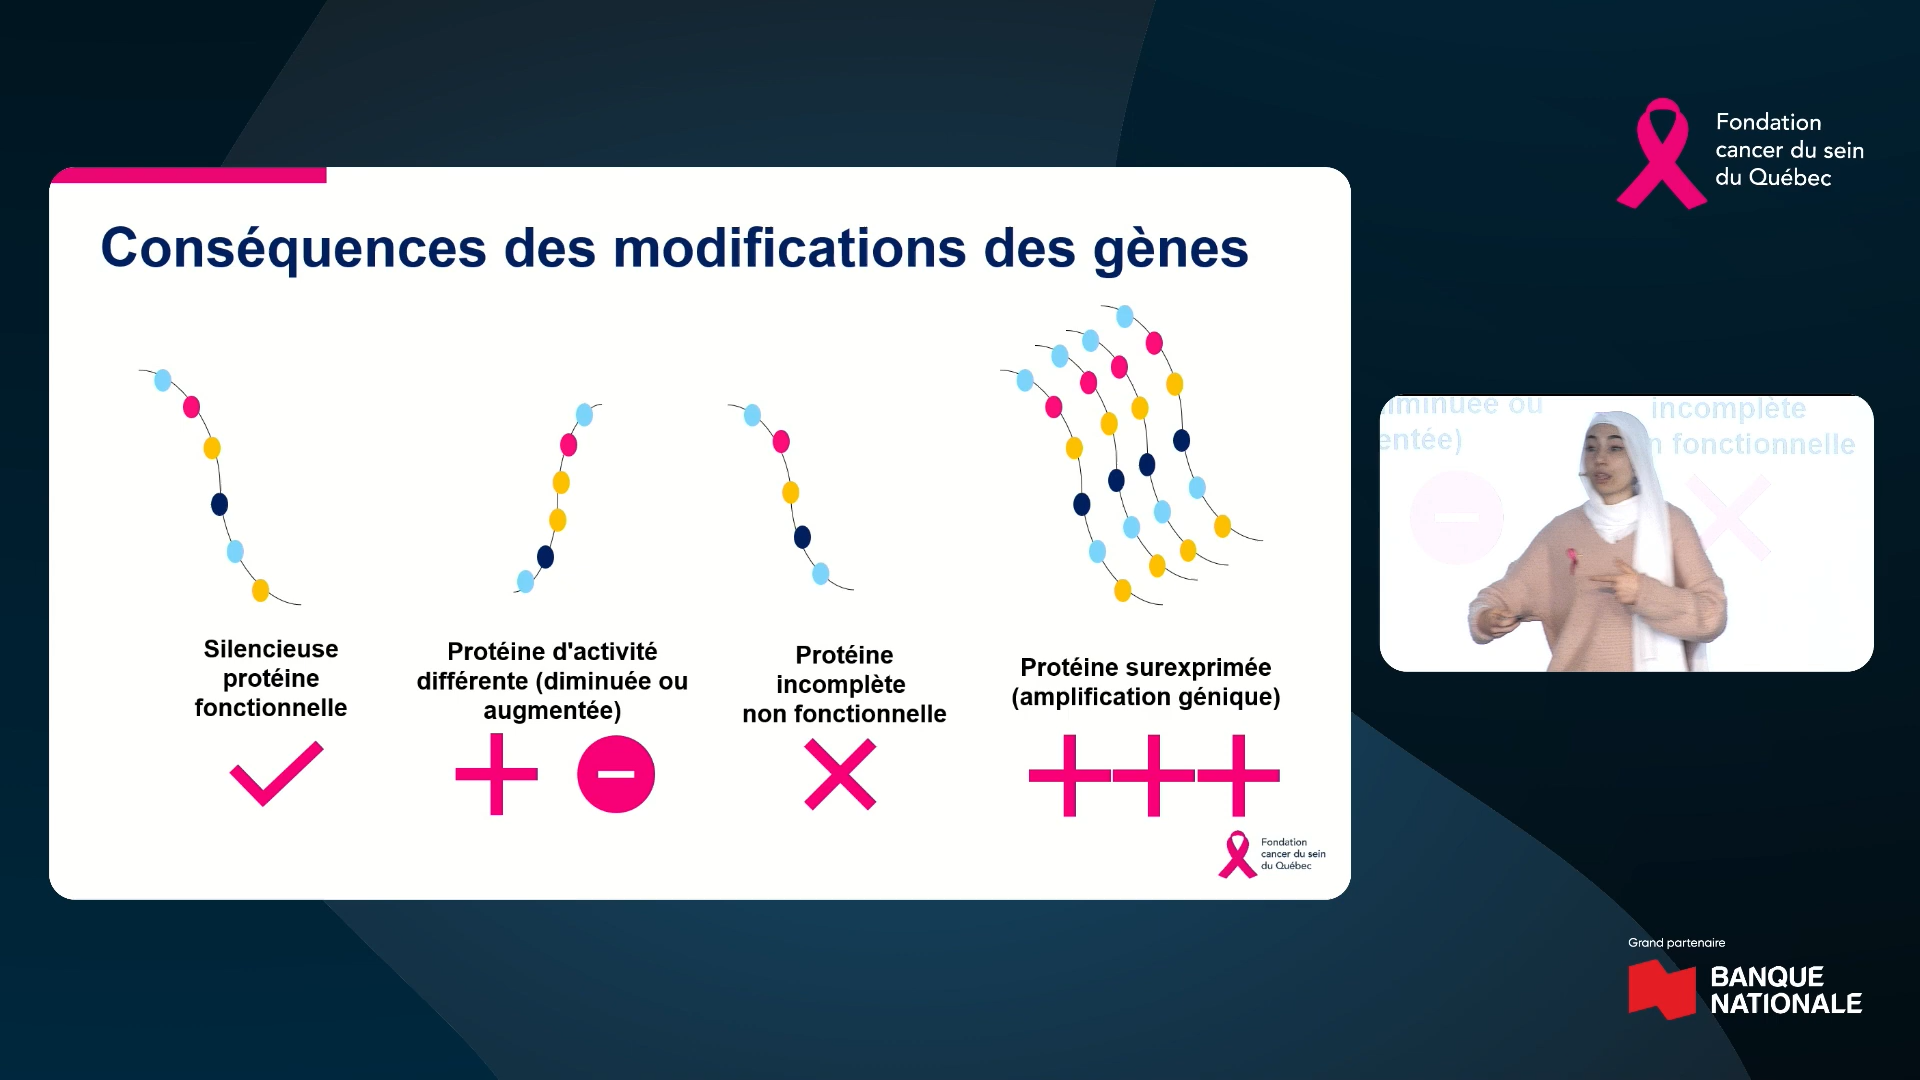 Conséquences des modifications des gènes
Silencieuse
protéine
fonctionnelle
Protéine d'activité
différente (diminuée ou
augmentée)
Protéine
incomplète
non fonctionnelle
Protéine surexprimée
(amplification génique)
Fondation
cancer du sein
du Québec
Fondation
cancer du sein
du Québec
iminuée ou
entée)
incomplète
n fonctionnelle
Grand partenaire
BANQUE
NATIONALE